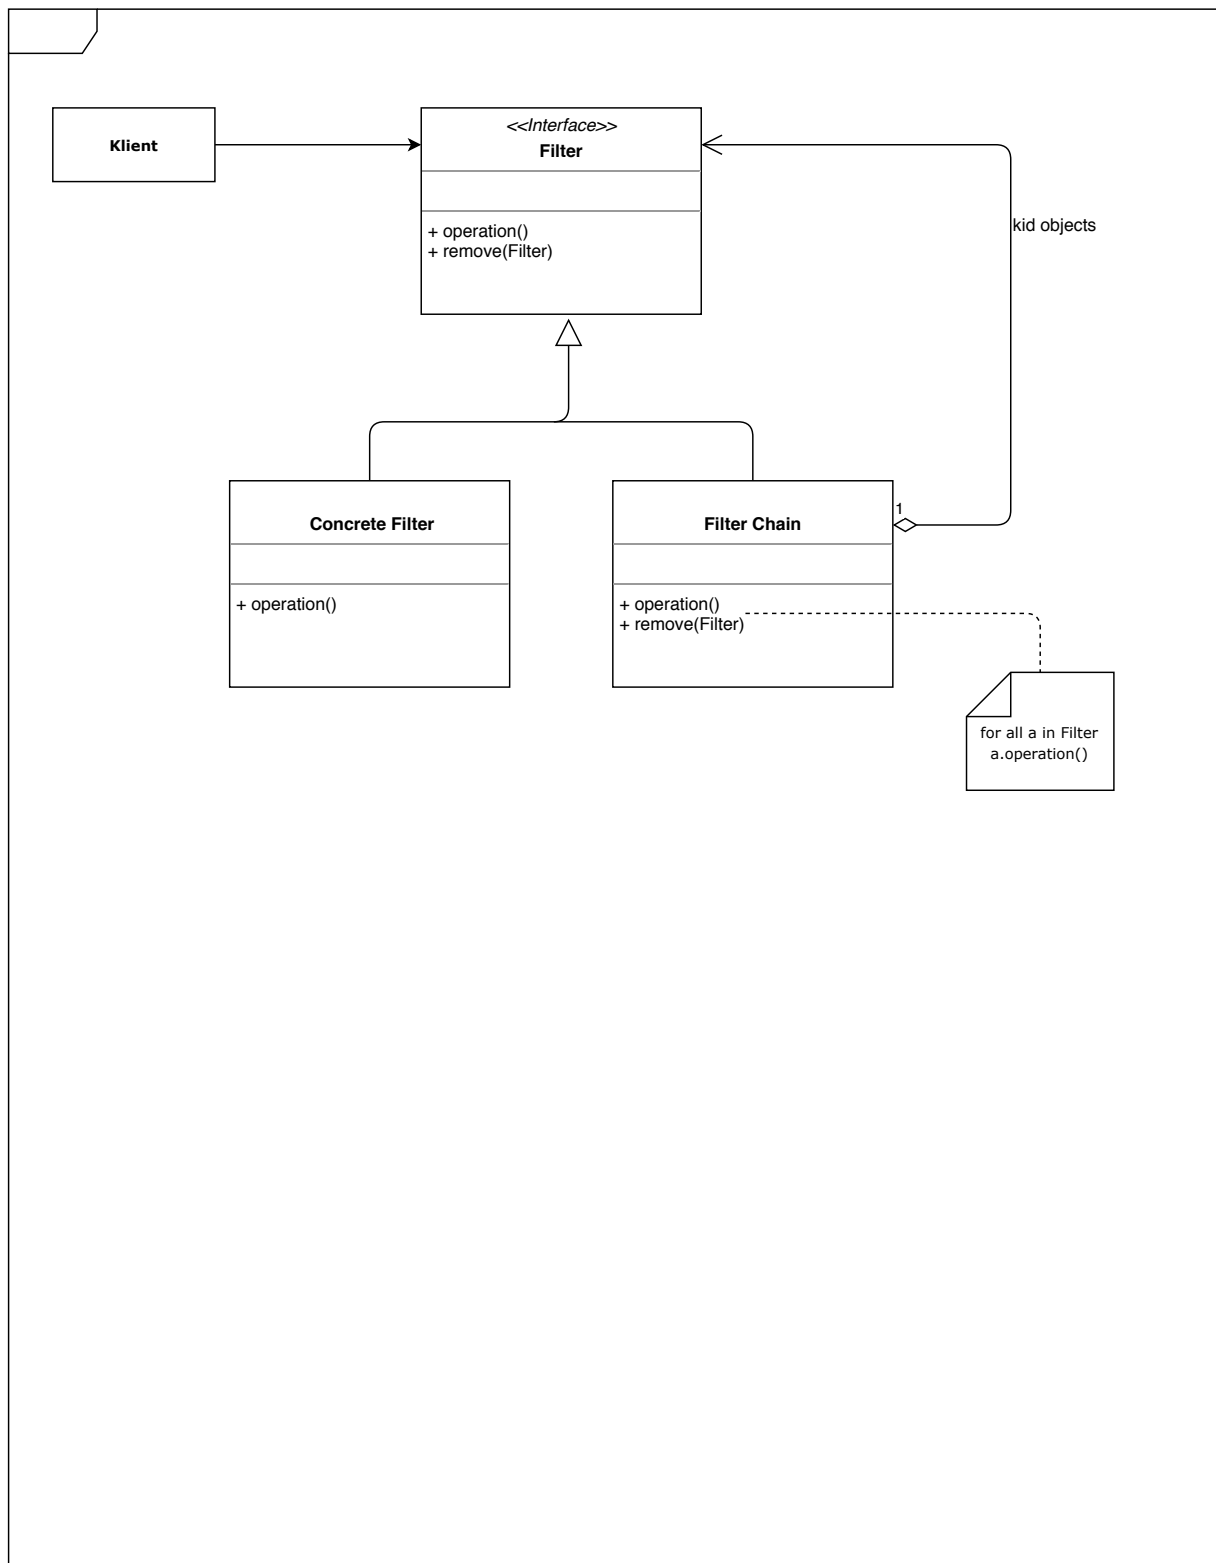 Klient
<<Interface>>
Filter
+ operation()
+ remove(Filter)
kid objects
Concrete Filter
+ operation()
Filter Chain
1
+ operation()
+ remove(Filter)
for all a in Filter
a.operation()